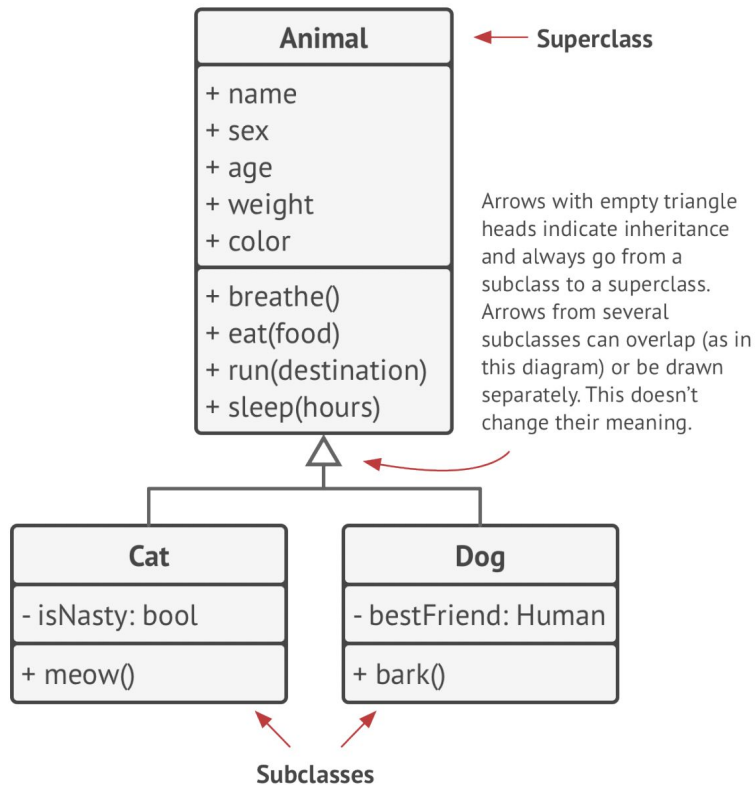 Animal
Superclass
+ name
+ sex
+ age
+ weight
+ color
+ breathe()
+ eat(food)
+ run(destination)
+ sleep(hours)
Arrows with empty triangle
heads indicate inheritance
and always go from a
subclass to a superclass.
Arrows from several
subclasses can overlap (as in
this diagram) or be drawn
separately. This doesn’t
change their meaning.
Cat
- isNasty: bool
+ meow()
Dog
- bestFriend: Human
+ bark()
Subclasses